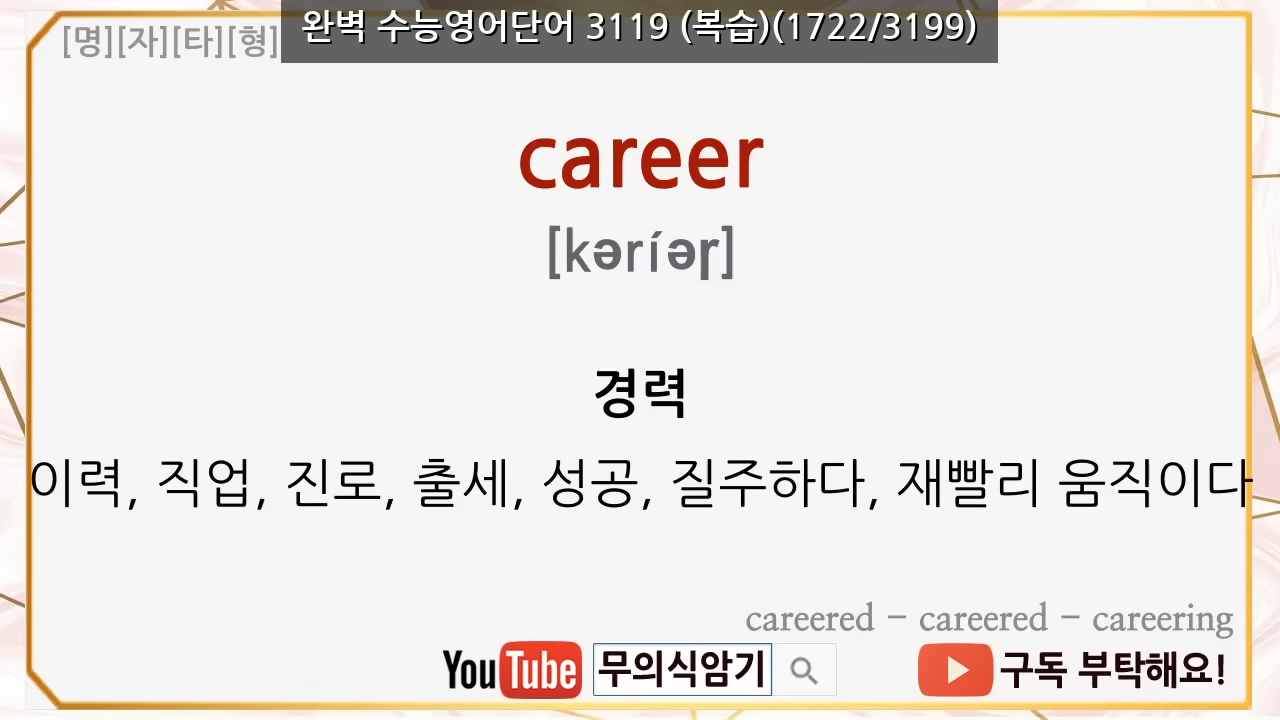 [명][자][타][형]
완벽 수능영어단어 3119 (복습)(1722/3199)
career
[kəríər]
경력
이력, 직업, 진로, 출세, 성공, 질주하다, 재빨리 움직이다
careered - careered - careering
YouTube 무의식암기 구독 부탁해요!